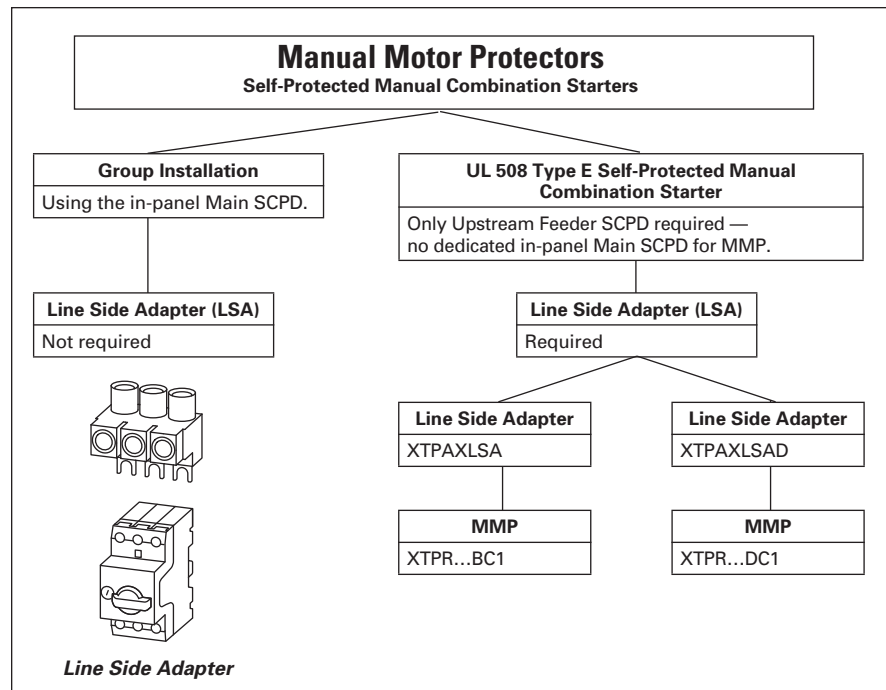 Manual Motor Protectors
Self-Protected Manual Combination Starters
Group Installation
Using the in-panel Main SCPD.
Line Side Adapter (LSA)
Not required
UL 508 Type E Self-Protected Manual
Combination Starter
Only Upstream Feeder SCPD required —
no dedicated in-panel Main SCPD for MMP.
Line Side Adapter (LSA)
Required
Line Side Adapter
XTPAXLSA
MMP
XTPR…BC1
Line Side Adapter
XTPAXLSAD
MMP
XTPR…DC1
Line Side Adapter